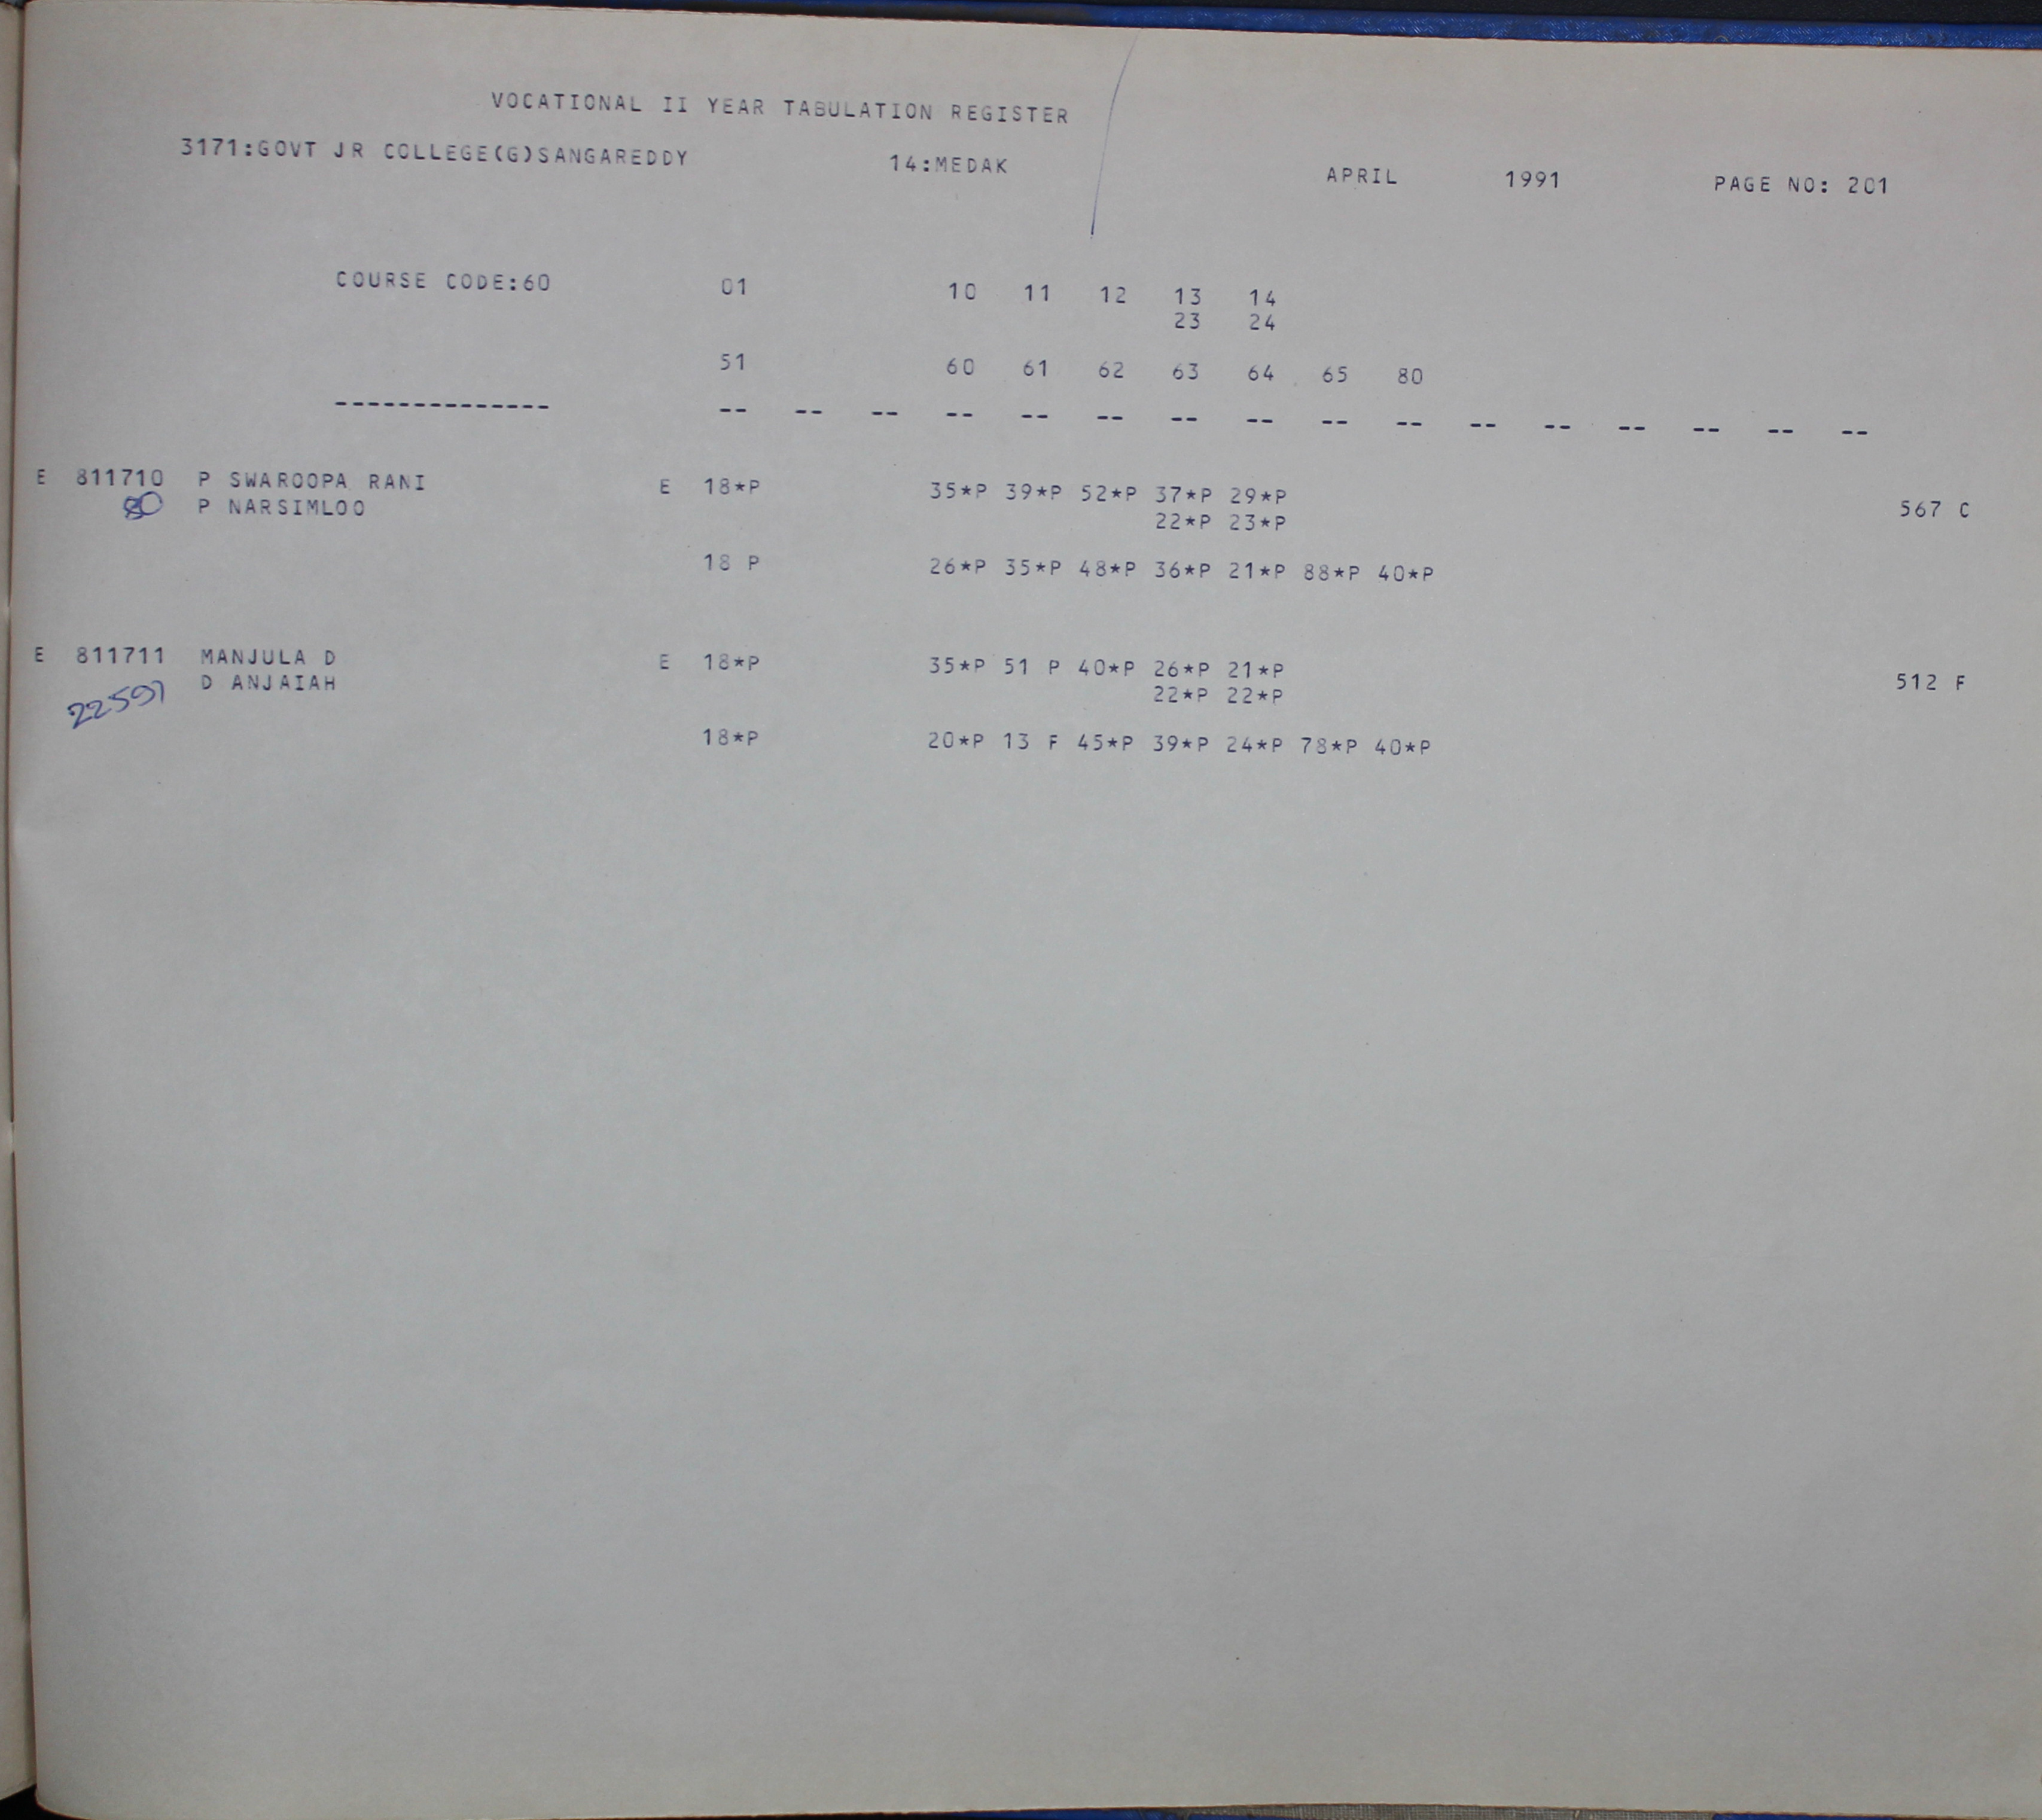 VOCATIONAL II YEAR TABULATION REGISTER
3171:GOVT JR COLLEGE(G)SANGAREDDY 14:MEDAK APRIL 1991 PAGE NO: 201
COURSE CODE:60 01 10 11 12 13 14
23 24
51 60 61 62 63 64 65 80
-------------- -- -- -- -- -- -- -- -- -- -- -- -- -- -- -- --
E 811710 P SWAROOPA RANI E 18*P 35*P 39*P 52*P 37*P 29*P
P NARSIMLOO 22*P 23*P 567 C
18 P 26*P 35*P 48*P 36*P 21*P 88*P 40*P
E 811711 MANJULA D E 18*P 35*P 51 P 40*P 26*P 21*P
D ANJAIAH 22*P 22*P 512 F
22597
18*P 20*P 13 F 45*P 39*P 24*P 78*P 40*P